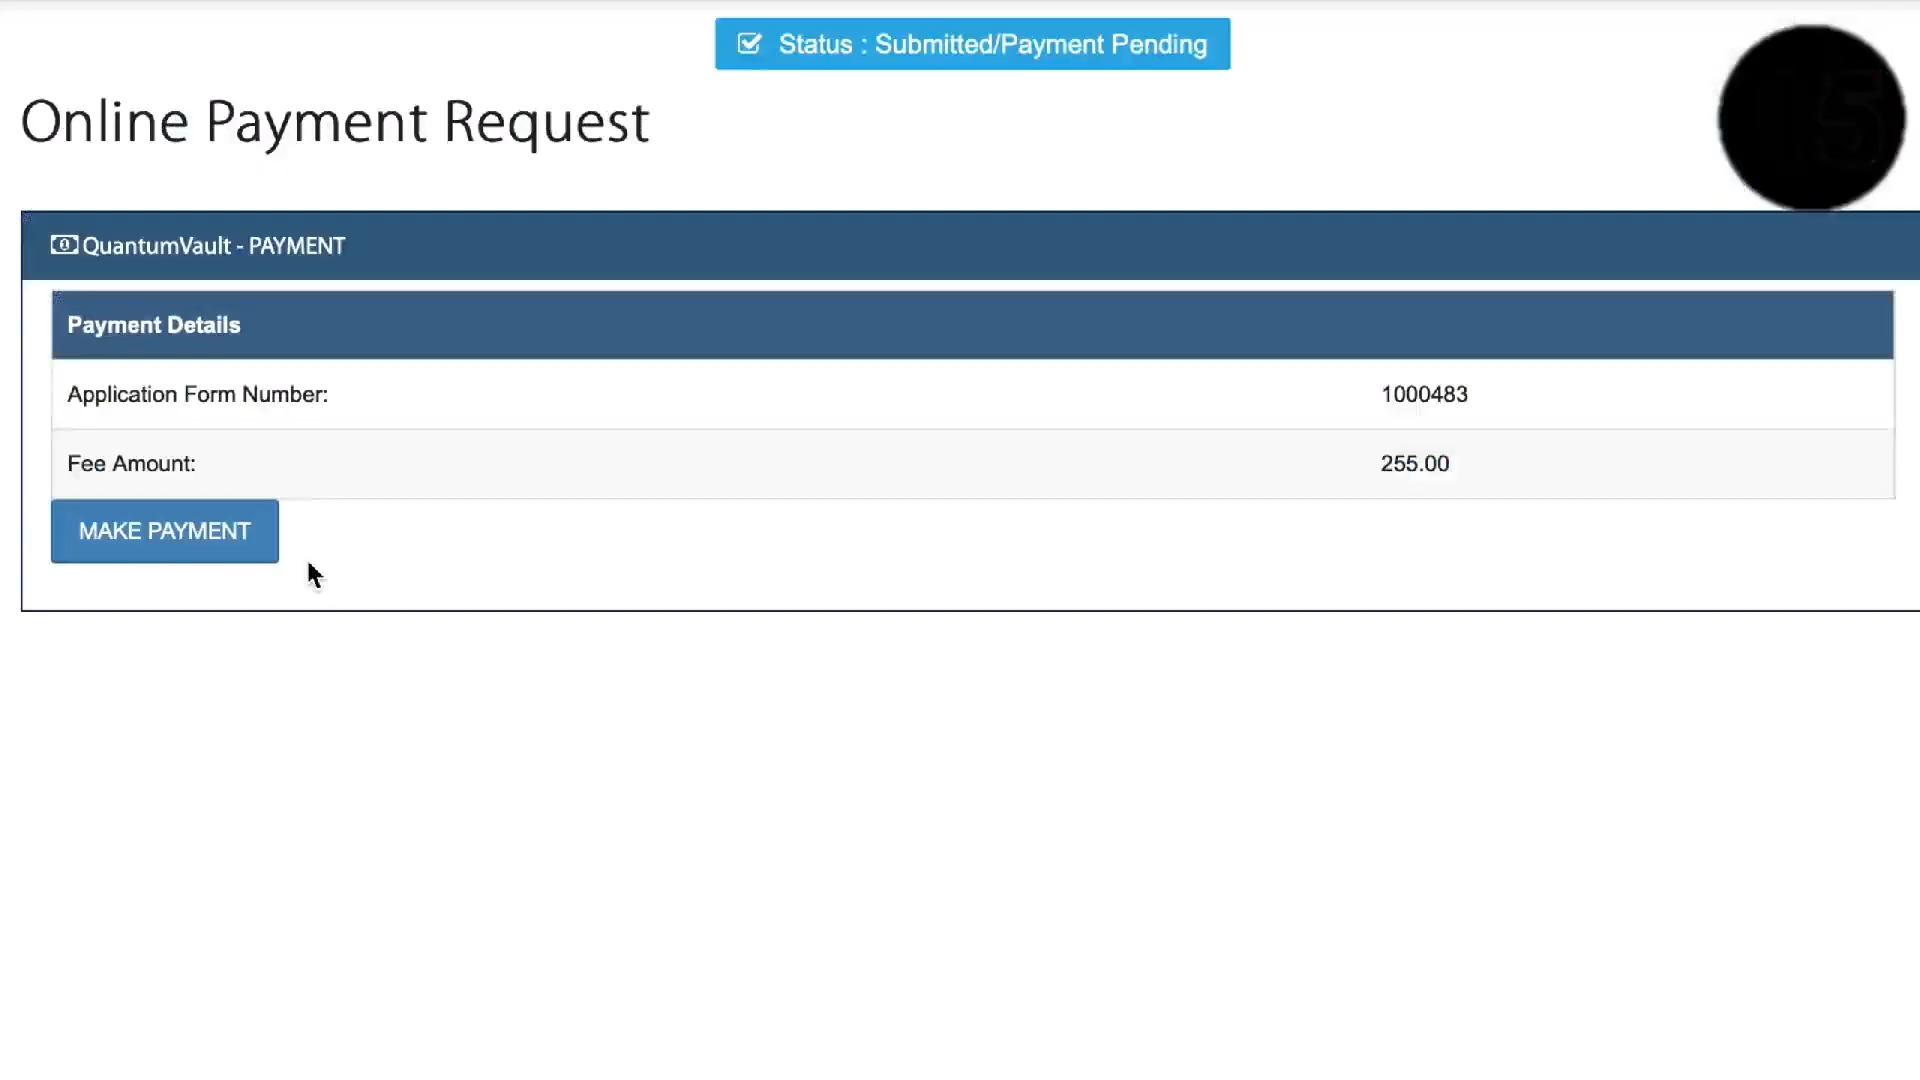 Status : Submitted/Payment Pending
Online Payment Request
QuantumVault - PAYMENT
Payment Details
Application Form Number: 1000483
Fee Amount: 255.00
MAKE PAYMENT